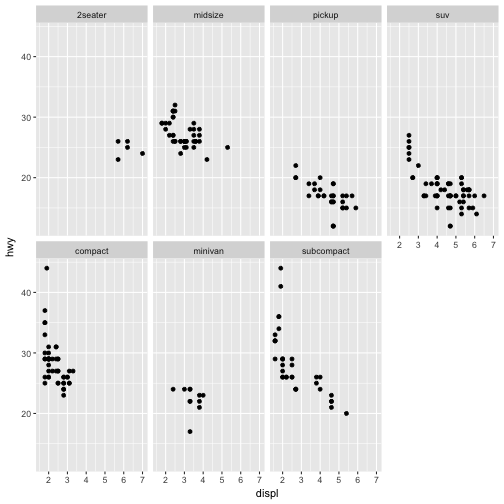 2seater midsize pickup suv
40
30
20
2 3 4 5 6 7
hwy
compact minivan subcompact
40
30
20
2 3 4 5 6 7 2 3 4 5 6 7 2 3 4 5 6 7
displ